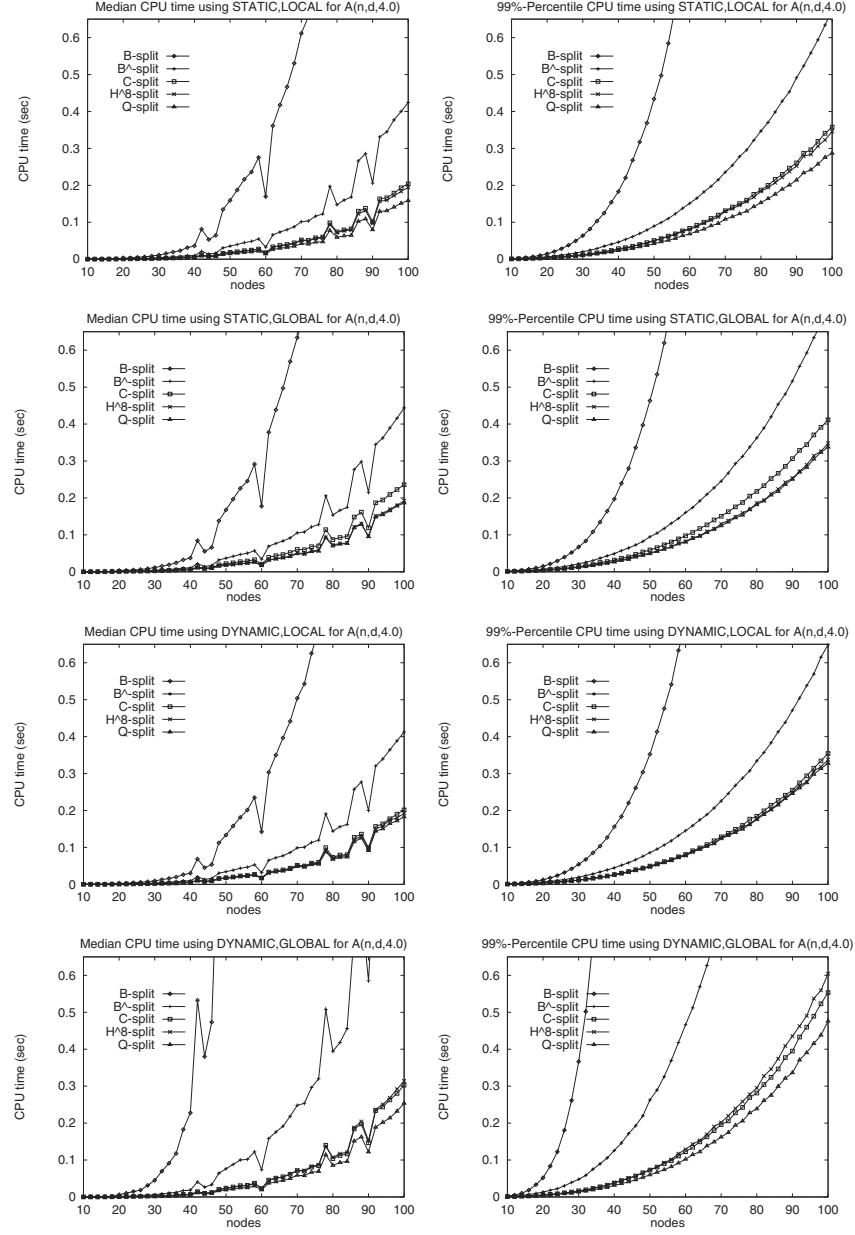 Median CPU time using STATIC,LOCAL for A(n,d,4.0)
CPU time (sec)
0.6
0.5
0.4
0.3
0.2
0.1
0
B-split
B^-split
C-split
H^8-split
Q-split
10 20 30 40 50 60 70 80 90 100
nodes
99%-Percentile CPU time using STATIC,LOCAL for A(n,d,4.0)
CPU time (sec)
0.6
0.5
0.4
0.3
0.2
0.1
0
B-split
B^-split
C-split
H^8-split
Q-split
10 20 30 40 50 60 70 80 90 100
nodes
Median CPU time using STATIC,GLOBAL for A(n,d,4.0)
CPU time (sec)
0.6
0.5
0.4
0.3
0.2
0.1
0
B-split
B^-split
C-split
H^8-split
Q-split
10 20 30 40 50 60 70 80 90 100
nodes
99%-Percentile CPU time using STATIC,GLOBAL for A(n,d,4.0)
CPU time (sec)
0.6
0.5
0.4
0.3
0.2
0.1
0
B-split
B^-split
C-split
H^8-split
Q-split
10 20 30 40 50 60 70 80 90 100
nodes
Median CPU time using DYNAMIC,LOCAL for A(n,d,4.0)
CPU time (sec)
0.6
0.5
0.4
0.3
0.2
0.1
0
B-split
B^-split
C-split
H^8-split
Q-split
10 20 30 40 50 60 70 80 90 100
nodes
99%-Percentile CPU time using DYNAMIC,LOCAL for A(n,d,4.0)
CPU time (sec)
0.6
0.5
0.4
0.3
0.2
0.1
0
B-split
B^-split
C-split
H^8-split
Q-split
10 20 30 40 50 60 70 80 90 100
nodes
Median CPU time using DYNAMIC,GLOBAL for A(n,d,4.0)
CPU time (sec)
0.6
0.5
0.4
0.3
0.2
0.1
0
B-split
B^-split
C-split
H^8-split
Q-split
10 20 30 40 50 60 70 80 90 100
nodes
99%-Percentile CPU time using DYNAMIC,GLOBAL for A(n,d,4.0)
CPU time (sec)
0.6
0.5
0.4
0.3
0.2
0.1
0
B-split
B^-split
C-split
H^8-split
Q-split
10 20 30 40 50 60 70 80 90 100
nodes